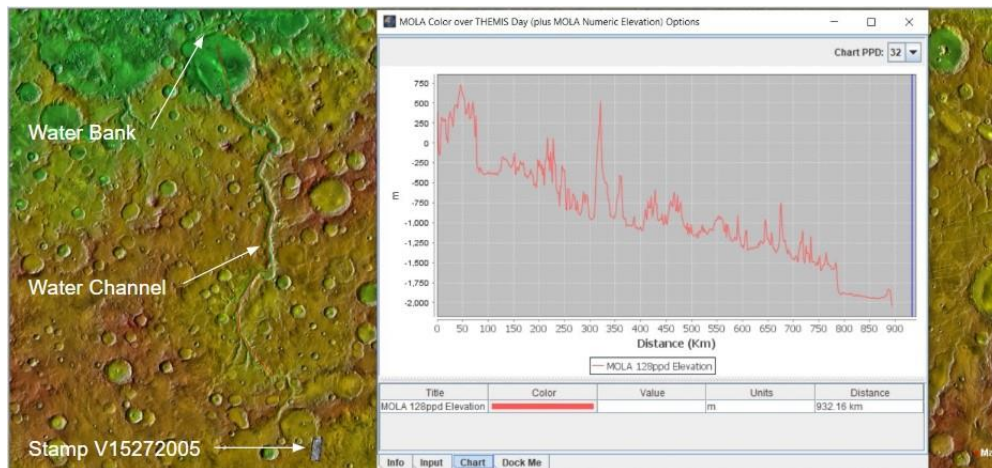 Water Bank
Water Channel
Stamp V15272005
MOLA Color over THEMIS Day (plus MOLA Numeric Elevation) Options
Chart PPD: 32
750
500
250
0
-250
-500
-750
-1,000
-1,250
-1,500
-1,750
-2,000
m
0 50 100 150 200 250 300 350 400 450 500 550 600 650 700 750 800 850 900
Distance (Km)
MOLA 128ppd Elevation
Title Color Value Units Distance
MOLA 128ppd Elevation m 932.16 km
Info Input Chart Dock Me
Ma